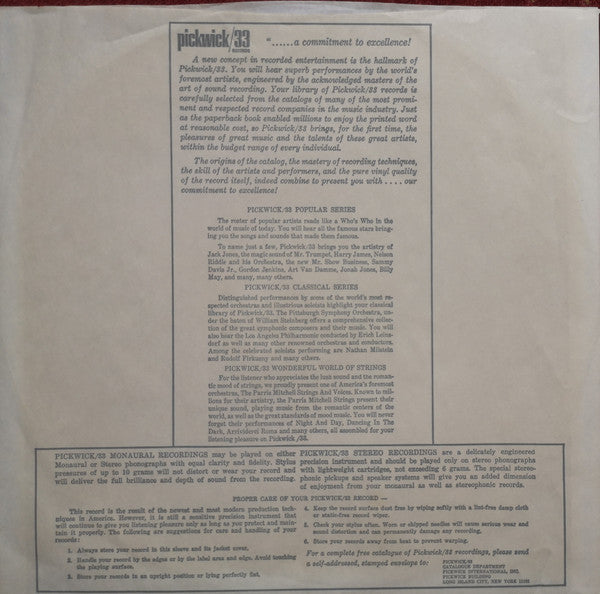 pickwick/33
RECORDS
"......a commitment to excellence!
A new concept in recorded entertainment is the hallmark of
Pickwick/33. You will hear superb performances by the world's
foremost artists, engineered by the acknowledged masters of the
art of sound recording. Your library of Pickwick/33 records is
carefully selected from the catalogs of many of the most promin-
ent and respected record companies in the music industry. Just
as the paperback book enabled millions to enjoy the printed word
at reasonable cost, so Pickwick/33 brings, for the first time, the
pleasures of great music and the talents of these great artists,
within the budget range of every individual.
The origins of the catalog, the mastery of recording techniques,
the skill of the artists and performers, and the pure vinyl quality
of the record itself, indeed combine to present you with .... our
commitment to excellence!
PICKWICK/33 POPULAR SERIES
The roster of popular artists reads like a Who's Who in the
world of music of today. You will hear all the famous stars bring-
ing you the songs and sounds that made them famous.
To name just a few, Pickwick/33 brings you the artistry of
Jack Jones, the magic sound of Mr. Trumpet, Harry James, Nelson
Riddle and his Orchestra, the new Mr. Show Business, Sammy
Davis Jr., Gordon Jenkins, Art Van Damme, Jonah Jones, Billy
May, and many, many others.
PICKWICK/33 CLASSICAL SERIES
Distinguished performances by some of the world's most re-
spected orchestras and illustrious soloists highlight your classical
library of Pickwick/33. The Pittsburgh Symphony Orchestra, un-
der the baton of William Steinberg offers a comprehensive collec-
tion of the great symphonic composers and their music. You will
also hear the Los Angeles Philharmonic conducted by Erich Leins-
dorf as well as many other renowned orchestras and conductors.
Among the celebrated soloists performing are Nathan Milstein
and Rudolf Firkusny and many others.
PICKWICK/33 WONDERFUL WORLD OF STRINGS
For the listener who appreciates the lush sound and the roman-
tic mood of strings, we proudly present one of America's foremost
orchestras, The Parris Mitchell Strings And Voices. Known to mil-
lions for their artistry, the Parris Mitchell Strings present their
unique sound, playing music from the romantic centers of the
world, as well as the great standards of mood music. You will never
forget their performances of Night And Day, Dancing In The
Dark, Arrivideri Roma and many others, all assembled for your
listening pleasure on Pickwick/33.
PICKWICK/33 MONAURAL RECORDINGS may be played on either
Monaural or Stereo phonographs with equal clarity and fidelity. Stylus
pressures of up to 10 grams will not distort or wear your record and
will deliver the full brilliance and depth of sound from the recording.
PICKWICK/33 STEREO RECORDINGS are a delicately engineered
precision instrument and should be played only on stereo phonographs
with lightweight cartridges, not exceeding 6 grams. The special stereo-
phonic pickups and speaker systems will give you an added dimension
of enjoyment from your monaural as well as stereophonic records.
PROPER CARE OF YOUR PICKWICK/33 RECORD —
This record is the result of the newest and most modern production tech-
niques in America. However, it is still a sensitive precision instrument that
will continue to give you listening pleasure only as long as you protect and main-
tain it properly. The following are suggestions for care and handling of your
records:
1. Always store your record in this sleeve and its jacket cover.
2. Handle your record by the edges or by the label area and edge. Avoid touching
the playing surface.
3. Store your records in an upright position or lying perfectly flat.
4. Keep the record surface dust free by wiping softly with a lint-free damp cloth
or static-free record wiper.
5. Check your stylus often. Worn or chipped needles will cause serious wear and
sound distortion and can permanently damage any recording.
6. Store your records away from heat to prevent warping.
For a complete free catalogue of Pickwick/33 recordings, please send
a self-addressed, stamped envelope to:
PICKWICK/33
CATALOGUE DEPARTMENT
PICKWICK INTERNATIONAL, INC.
PICKWICK BUILDING
LONG ISLAND CITY, NEW YORK